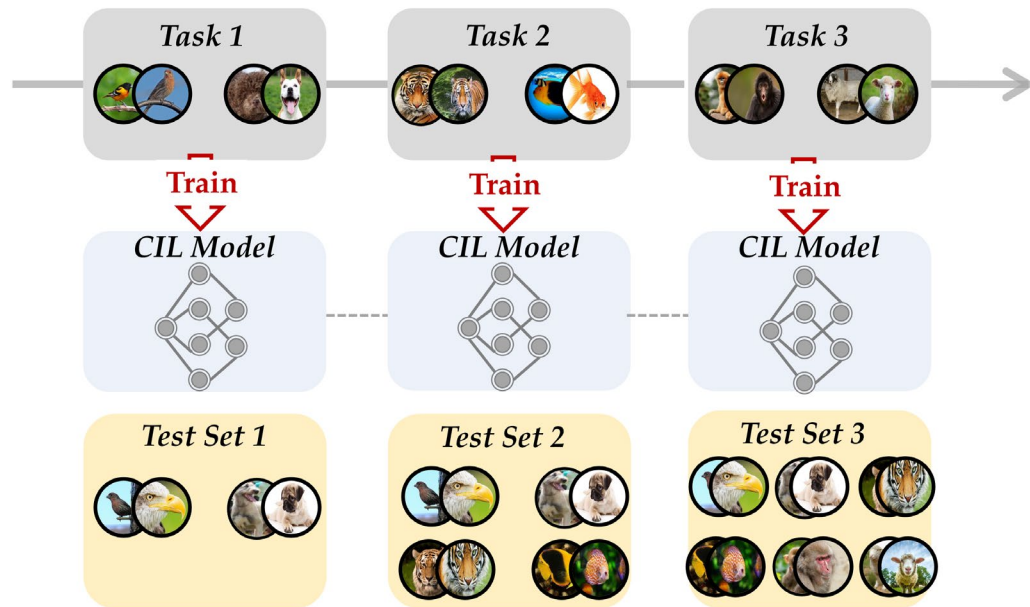 Task 1
Task 2
Task 3
Train
Train
Train
CIL Model
CIL Model
CIL Model
Test Set 1
Test Set 2
Test Set 3